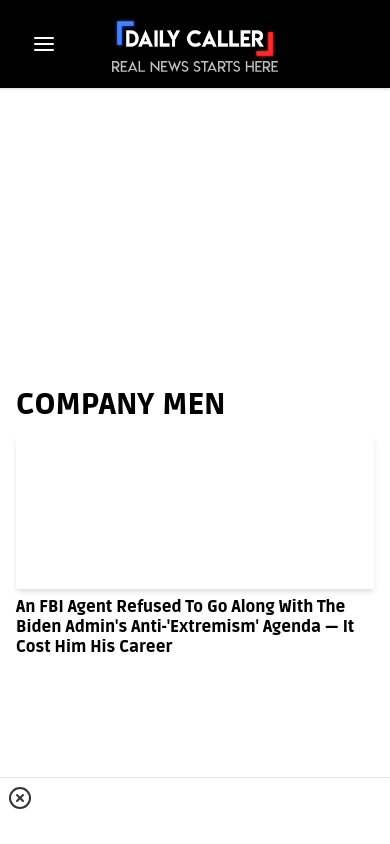 DAILY CALLER
REAL NEWS STARTS HERE
COMPANY MEN
An FBI Agent Refused To Go Along With The
Biden Admin's Anti-'Extremism' Agenda — It
Cost Him His Career